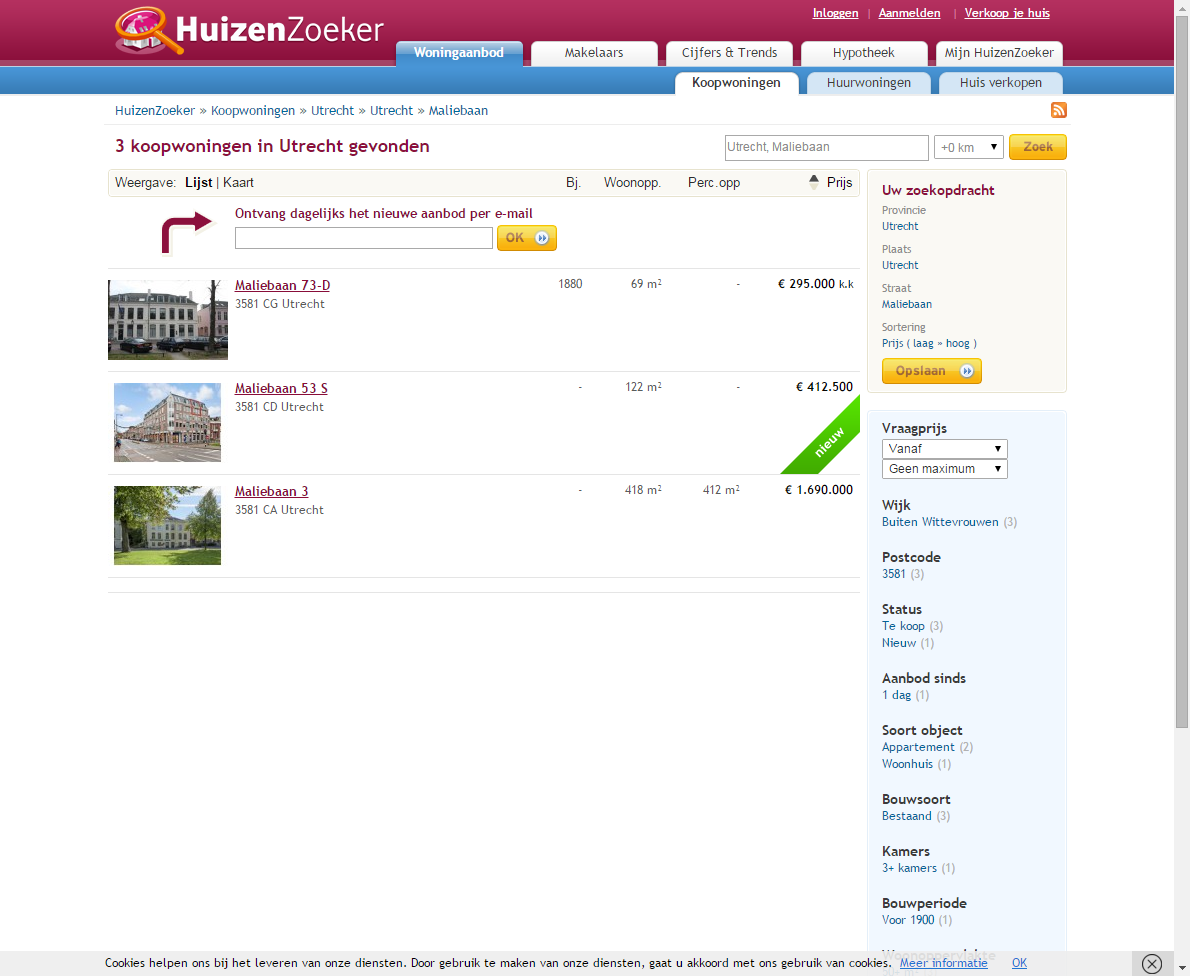 Inloggen | Aanmelden | Verkoop je huis
HuizenZoeker
Woningaanbod Makelaars Cijfers & Trends Hypotheek Mijn HuizenZoeker
Koopwoningen Huurwoningen Huis verkopen
HuizenZoeker » Koopwoningen » Utrecht » Utrecht » Maliebaan
3 koopwoningen in Utrecht gevonden
Utrecht, Maliebaan +0 km Zoek
Weergave: Lijst | Kaart Bj. Woonopp. Perc.opp Prijs
Ontvang dagelijks het nieuwe aanbod per e-mail
OK
Maliebaan 73-D 1880 69 m² - € 295.000 k.k
3581 CG Utrecht
Maliebaan 53 S - 122 m² - € 412.500
3581 CD Utrecht
nieuw
Maliebaan 3 - 418 m² 412 m² € 1.690.000
3581 CA Utrecht
Uw zoekopdracht
Provincie
Utrecht
Plaats
Utrecht
Straat
Maliebaan
Sortering
Prijs ( laag » hoog )
Opslaan
Vraagprijs
Vanaf
Geen maximum
Wijk
Buiten Wittevrouwen (3)
Postcode
3581 (3)
Status
Te koop (3)
Nieuw (1)
Aanbod sinds
1 dag (1)
Soort object
Appartement (2)
Woonhuis (1)
Bouwsoort
Bestaand (3)
Kamers
3+ kamers (1)
Bouwperiode
Voor 1900 (1)
Cookies helpen ons bij het leveren van onze diensten. Door gebruik te maken van onze diensten, gaat u akkoord met ons gebruik van cookies. Meer informatie OK